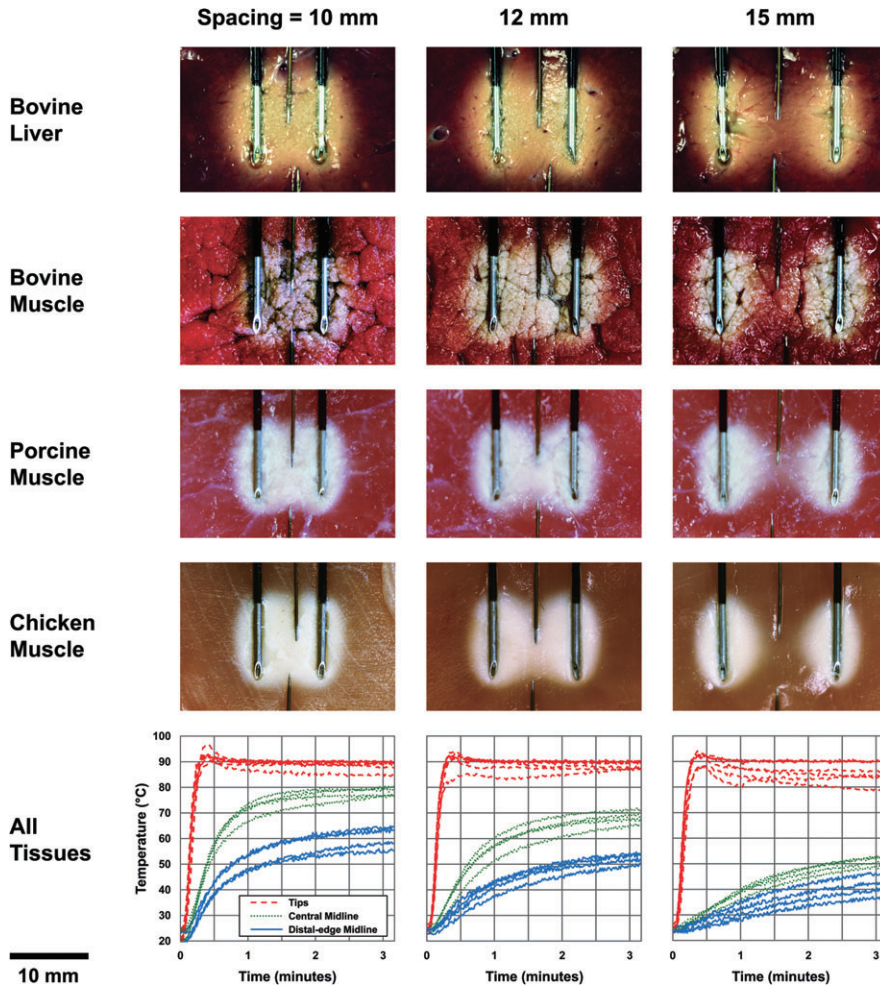 Spacing = 10 mm
12 mm
15 mm
Bovine
Liver
Bovine
Muscle
Porcine
Muscle
Chicken
Muscle
All
Tissues
Temperature (°C)
100
90
80
70
60
50
40
30
20
Tips
Central Midline
Distal-edge Midline
0 1 2 3
0 1 2 3
0 1 2 3
Time (minutes)
Time (minutes)
Time (minutes)
10 mm